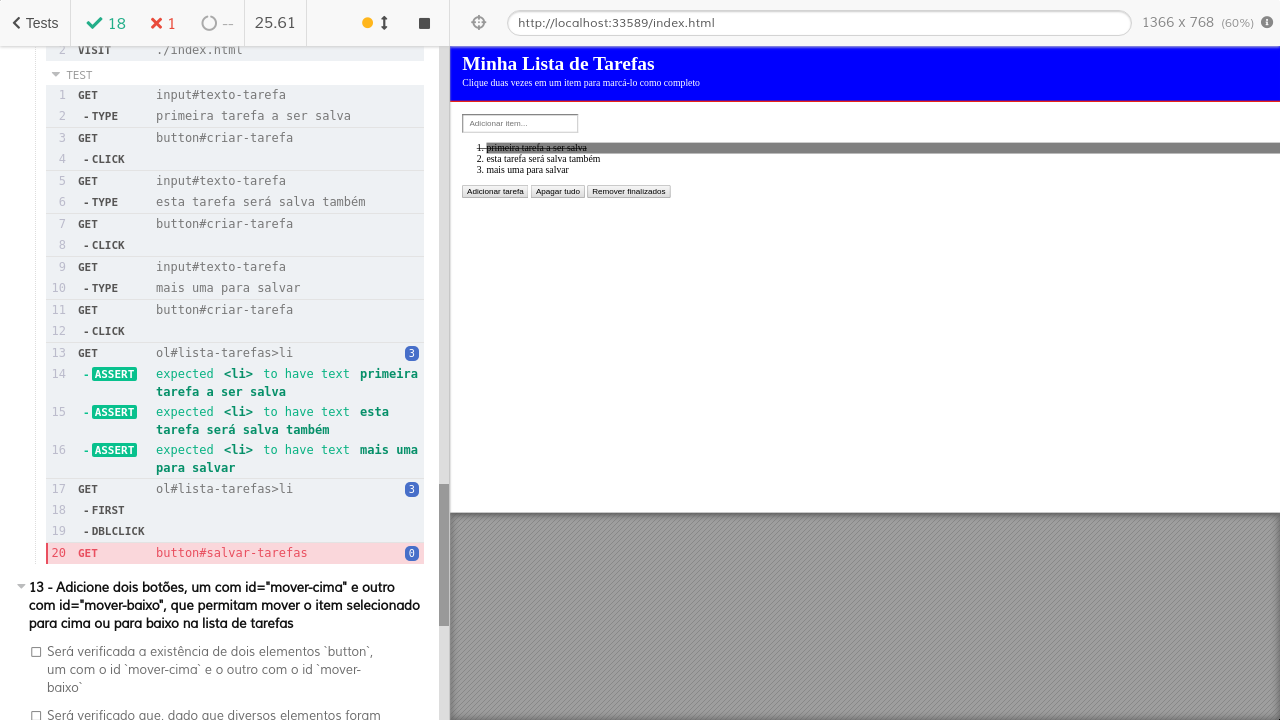 Tests
18
1
--
25.61
http://localhost:33589/index.html
1366 x 768 (60%)
2 VISIT ./index.html
TEST
1 GET input#texto-tarefa
2 -TYPE primeira tarefa a ser salva
3 GET button#criar-tarefa
4 -CLICK
5 GET input#texto-tarefa
6 -TYPE esta tarefa será salva também
7 GET button#criar-tarefa
8 -CLICK
9 GET input#texto-tarefa
10 -TYPE mais uma para salvar
11 GET button#criar-tarefa
12 -CLICK
13 GET ol#lista-tarefas>li 3
14 -ASSERT expected <li> to have text primeira
tarefa a ser salva
15 -ASSERT expected <li> to have text esta
tarefa será salva também
16 -ASSERT expected <li> to have text mais uma
para salvar
17 GET ol#lista-tarefas>li 3
18 -FIRST
19 -DBLCLICK
20 GET button#salvar-tarefas 0
13 - Adicione dois botões, um com id="mover-cima" e outro
com id="mover-baixo", que permitam mover o item selecionado
para cima ou para baixo na lista de tarefas
Será verificada a existência de dois elementos `button`,
um com o id `mover-cima` e o outro com o id `mover-
baixo`
Será verificado que, dado que diversos elementos foram
Minha Lista de Tarefas
Clique duas vezes em um item para marcá-lo como completo
Adicionar item...
1. primeira tarefa a ser salva
2. esta tarefa será salva também
3. mais uma para salvar
Adicionar tarefa Apagar tudo Remover finalizados